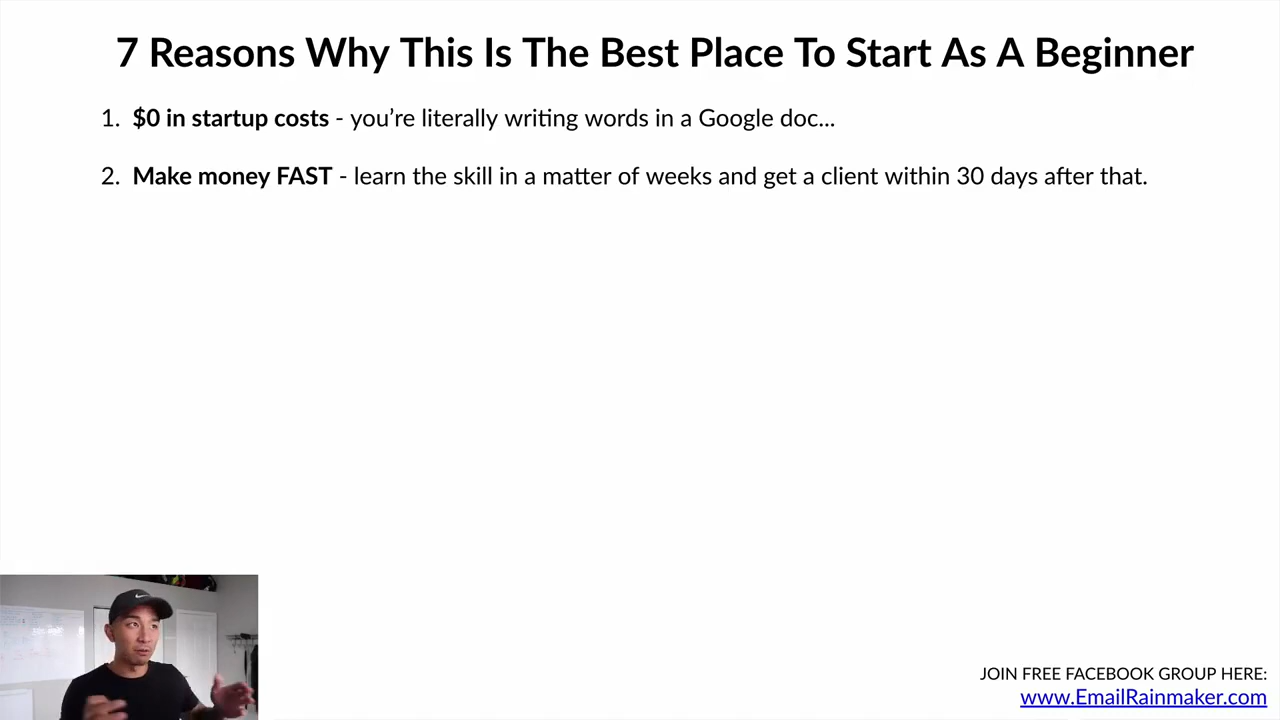 7 Reasons Why This Is The Best Place To Start As A Beginner
1. $0 in startup costs - you’re literally writing words in a Google doc...
2. Make money FAST - learn the skill in a matter of weeks and get a client within 30 days after that.
JOIN FREE FACEBOOK GROUP HERE:
www.EmailRainmaker.com